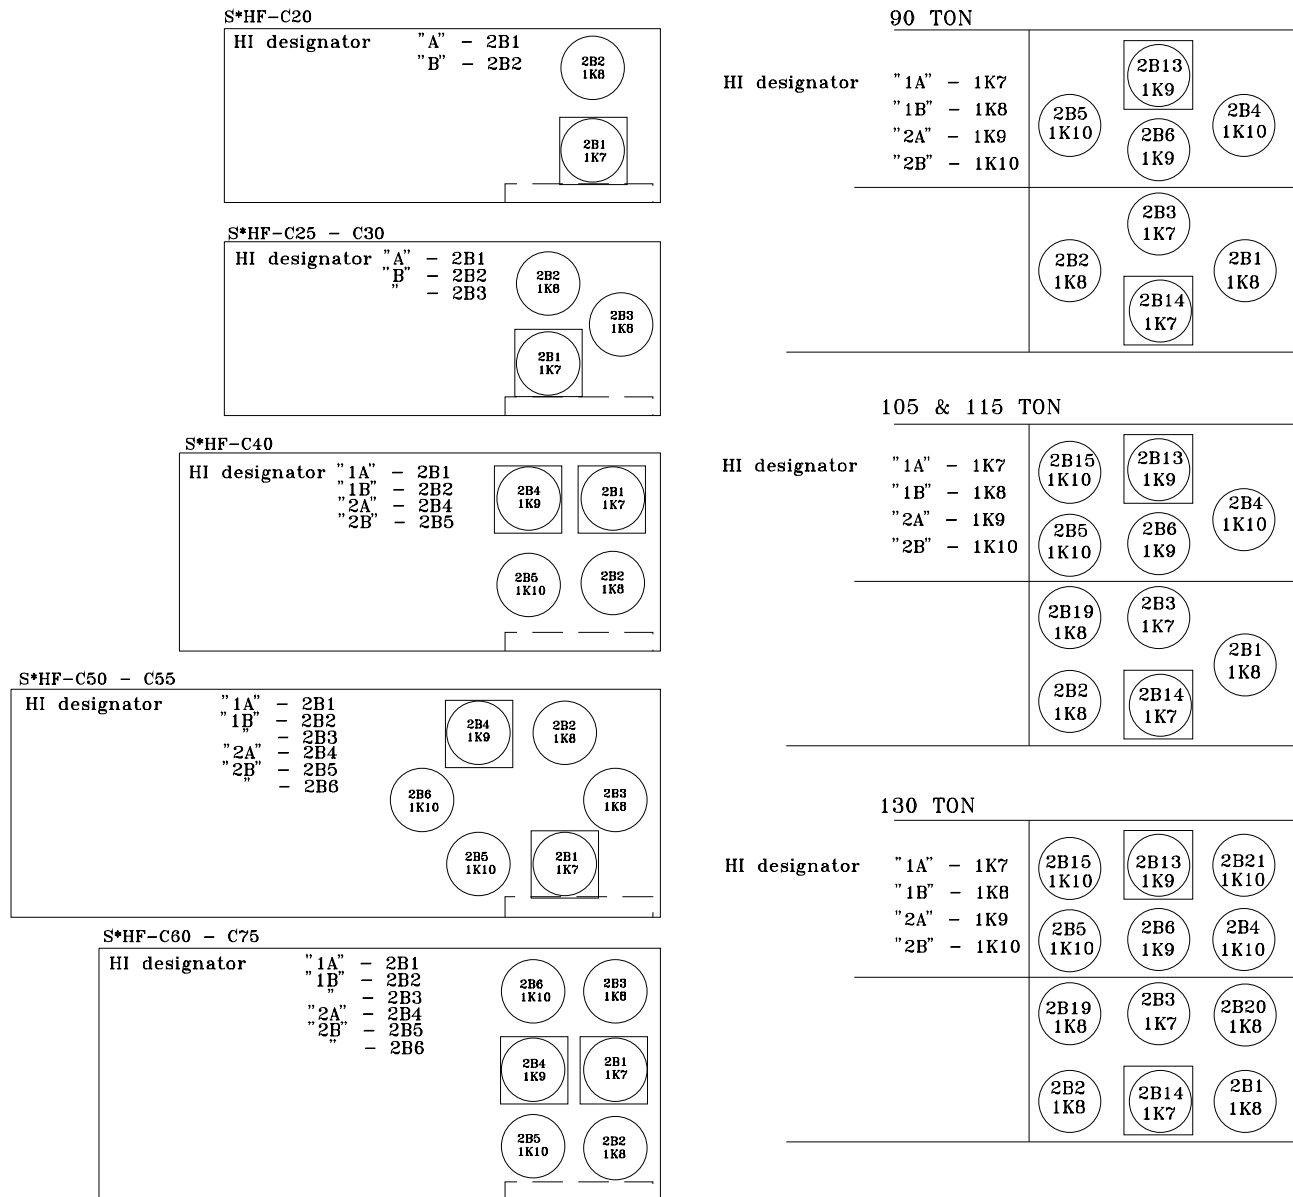 S*HF-C20
HI designator "A" - 2B1
"B" - 2B2
2B2
1K8
2B1
1K7
S*HF-C25 - C30
HI designator "A" - 2B1
"B" - 2B2
" - 2B3
2B2
1K8
2B3
1K8
2B1
1K7
S*HF-C40
HI designator "1A" - 2B1
"1B" - 2B2
"2A" - 2B4
"2B" - 2B5
2B4
1K9
2B1
1K7
2B5
1K10
2B2
1K8
S*HF-C50 - C55
HI designator "1A" - 2B1
"1B" - 2B2
" - 2B3
"2A" - 2B4
"2B" - 2B5
" - 2B6
2B4
1K9
2B2
1K8
2B6
1K10
2B3
1K8
2B5
1K10
2B1
1K7
S*HF-C60 - C75
HI designator "1A" - 2B1
"1B" - 2B2
" - 2B3
"2A" - 2B4
"2B" - 2B5
" - 2B6
2B6
1K10
2B3
1K8
2B4
1K9
2B1
1K7
2B5
1K10
2B2
1K8
90 TON
HI designator "1A" - 1K7
"1B" - 1K8
"2A" - 1K9
"2B" - 1K10
2B13
1K9
2B5
1K10
2B6
1K9
2B4
1K10
2B3
1K7
2B2
1K8
2B1
1K8
2B14
1K7
105 & 115 TON
HI designator "1A" - 1K7
"1B" - 1K8
"2A" - 1K9
"2B" - 1K10
2B15
1K10
2B13
1K9
2B4
1K10
2B5
1K10
2B6
1K9
2B19
1K8
2B3
1K7
2B1
1K8
2B2
1K8
2B14
1K7
130 TON
HI designator "1A" - 1K7
"1B" - 1K8
"2A" - 1K9
"2B" - 1K10
2B15
1K10
2B13
1K9
2B21
1K10
2B5
1K10
2B6
1K9
2B4
1K10
2B19
1K8
2B3
1K7
2B20
1K8
2B2
1K8
2B14
1K7
2B1
1K8